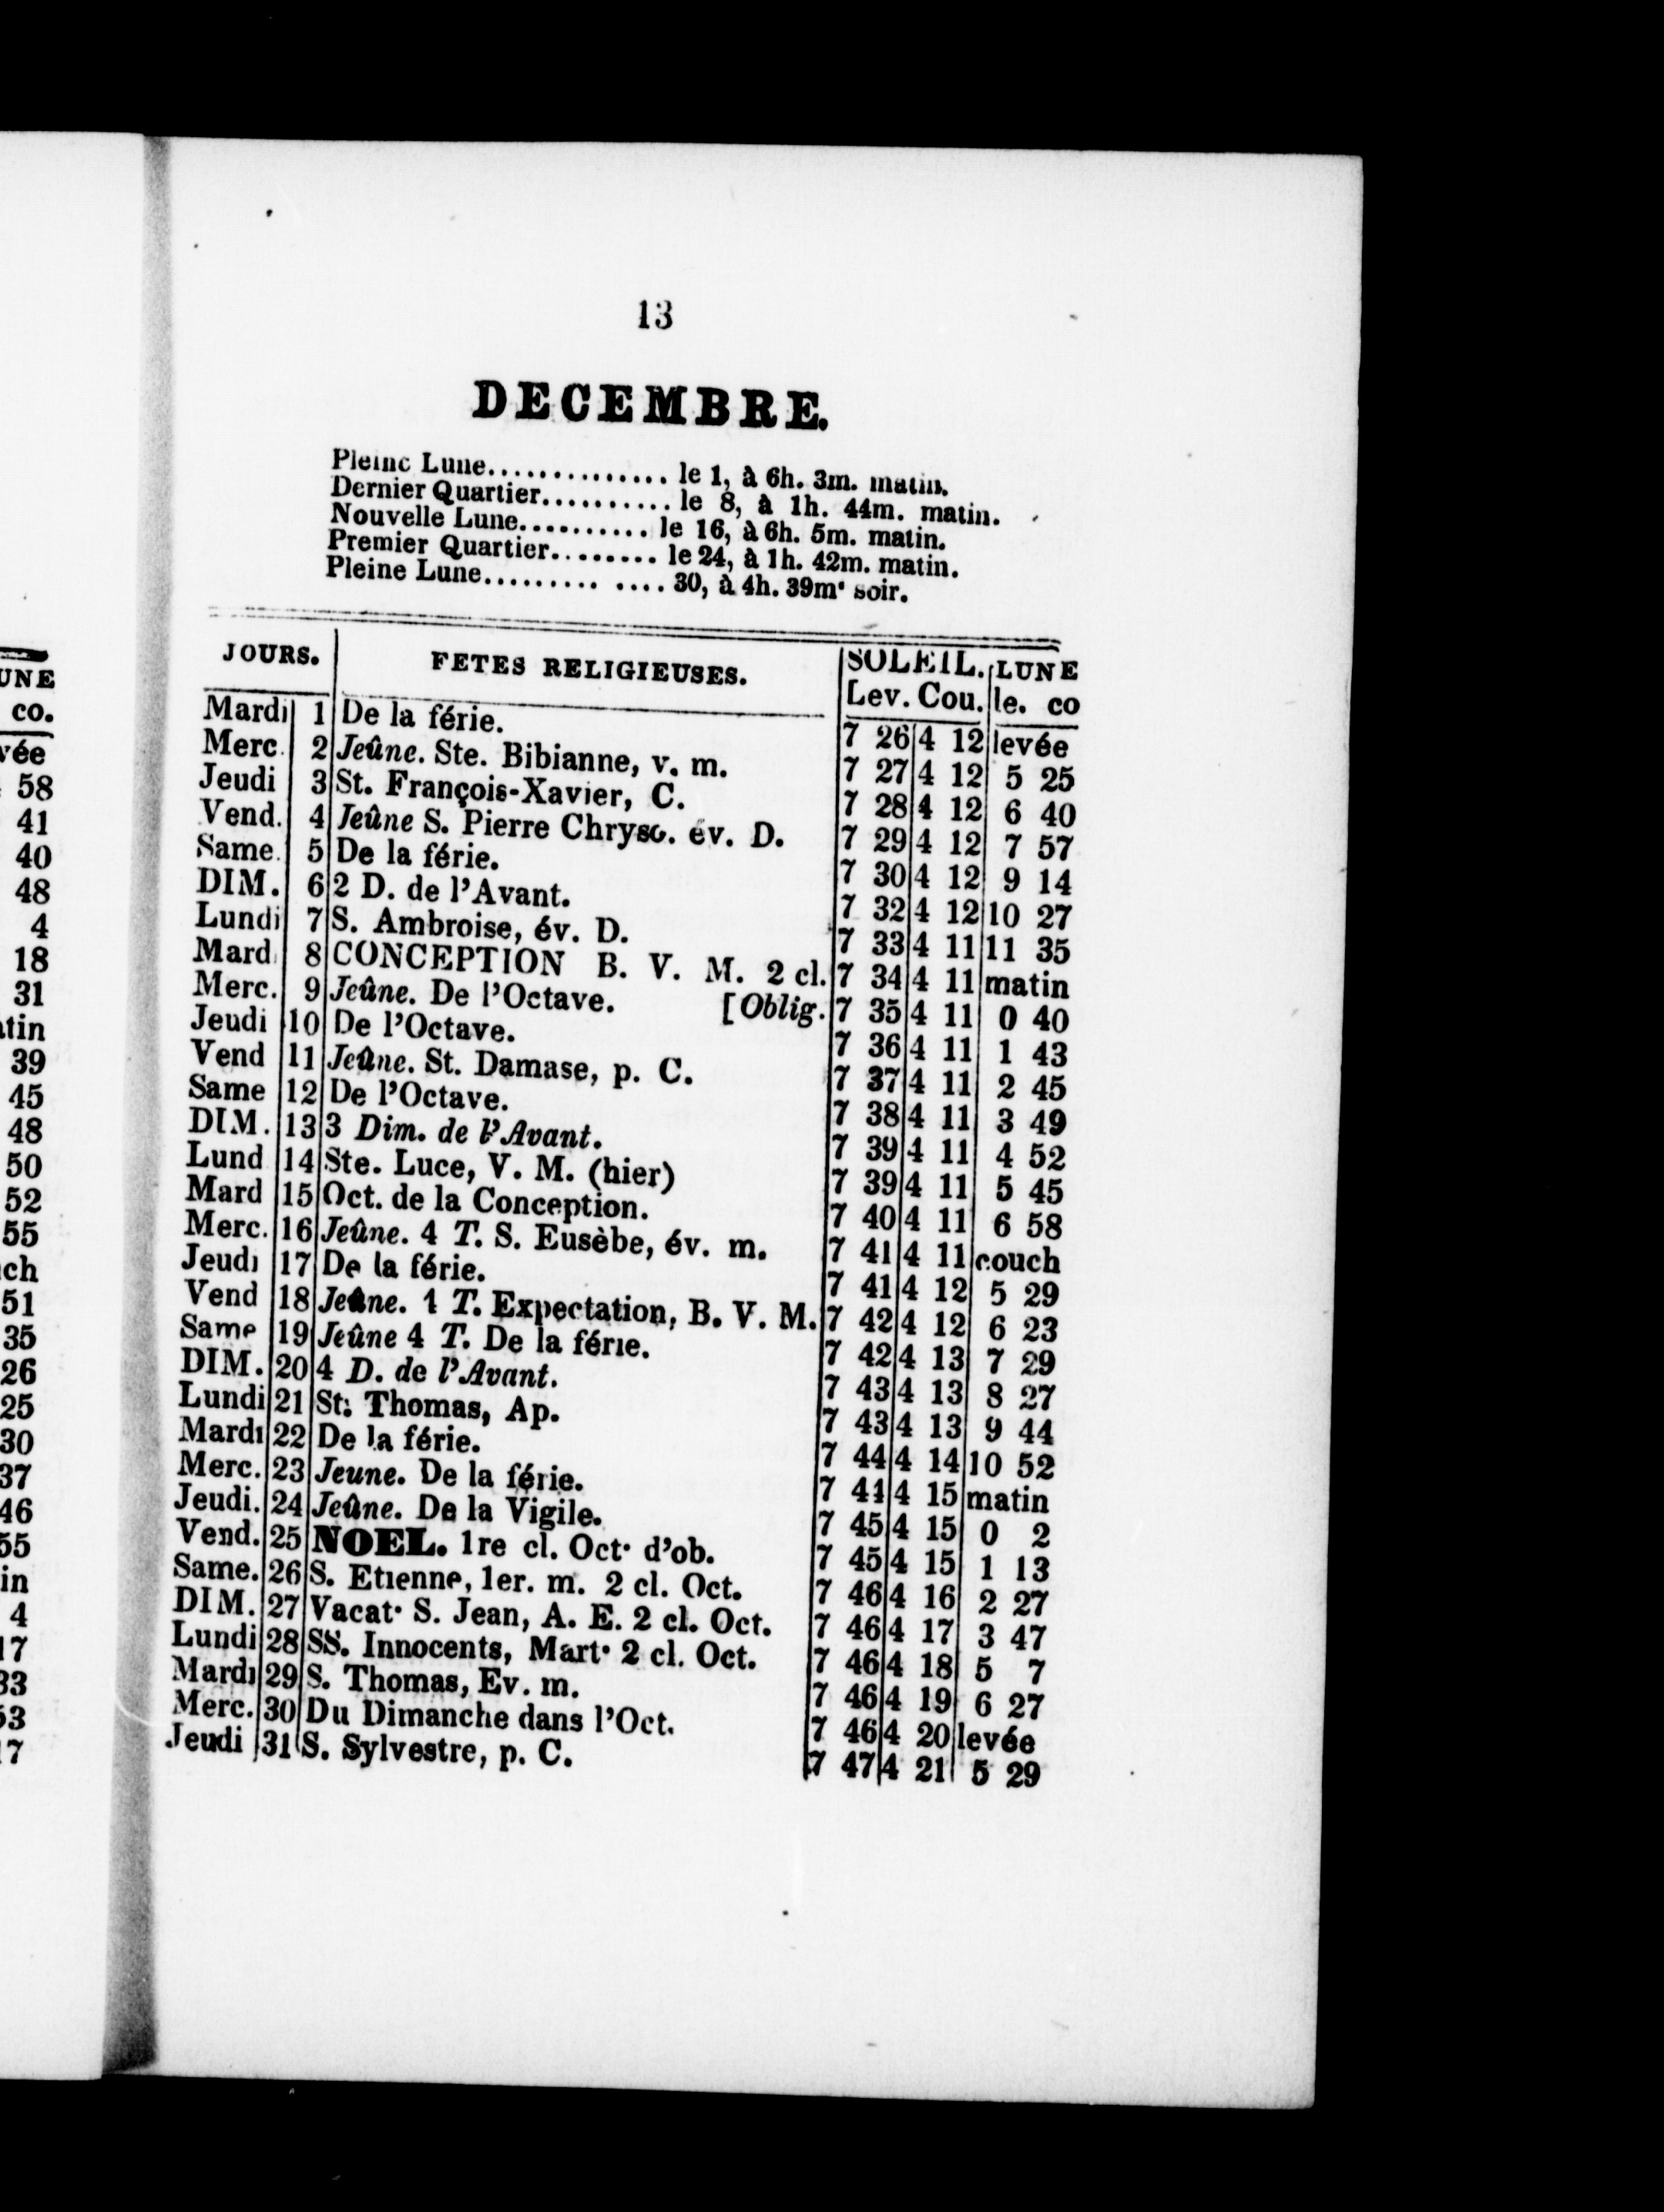 13
DECEMBRE.
Pleine Lune.............. le 1, à 6h. 3m. matin.
Dernier Quartier.......... le 8, à 1h. 44m. matin.
Nouvelle Lune.......... le 16, à 6h. 5m. matin.
Premier Quartier........ le 24, à 1h. 42m. matin.
Pleine Lune......... .... 30, à 4h. 39m· soir.
JOURS. FETES RELIGIEUSES. SOLEIL. LUNE
Lev. Cou. le. co
Mardi 1 De la férie. 7 26 4 12 levée
Merc. 2 Jeûne. Ste. Bibianne, v. m. 7 27 4 12 5 25
Jeudi 3 St. François-Xavier, C. 7 28 4 12 6 40
Vend. 4 Jeûne S. Pierre Chryso. év. D. 7 29 4 12 7 57
Same. 5 De la férie. 7 30 4 12 9 14
DIM. 6 2 D. de l'Avant. 7 32 4 12 10 27
Lundi 7 S. Ambroise, év. D. 7 33 4 11 11 35
Mard 8 CONCEPTION B. V. M. 2 cl. 7 34 4 11 matin
Merc. 9 Jeûne. De l'Octave. [Oblig. 7 35 4 11 0 40
Jeudi 10 De l'Octave. 7 36 4 11 1 43
Vend 11 Jeûne. St. Damase, p. C. 7 37 4 11 2 45
Same 12 De l'Octave. 7 38 4 11 3 49
DIM. 13 3 Dim. de l'Avant. 7 39 4 11 4 52
Lund 14 Ste. Luce, V. M. (hier) 7 39 4 11 5 45
Mard 15 Oct. de la Conception. 7 40 4 11 6 58
Merc. 16 Jeûne. 4 T. S. Eusèbe, év. m. 7 41 4 11 couch
Jeudi 17 De la férie. 7 41 4 12 5 29
Vend 18 Jeûne. 4 T. Expectation, B. V. M. 7 42 4 12 6 23
Same 19 Jeûne 4 T. De la férie. 7 42 4 13 7 29
DIM. 20 4 D. de l'Avant. 7 43 4 13 8 27
Lundi 21 St. Thomas, Ap. 7 43 4 13 9 44
Mardi 22 De la férie. 7 44 4 14 10 52
Merc. 23 Jeune. De la férie. 7 44 4 15 matin
Jeudi. 24 Jeûne. De la Vigile. 7 45 4 15 0 2
Vend. 25 NOEL. 1re cl. Oct· d'ob. 7 45 4 15 1 13
Same. 26 S. Etienne, 1er. m. 2 cl. Oct. 7 46 4 16 2 27
DIM. 27 Vacat· S. Jean, A. E. 2 cl. Oct. 7 46 4 17 3 47
Lundi 28 SS. Innocents, Mart· 2 cl. Oct. 7 46 4 18 5 7
Mardi 29 S. Thomas, Ev. m. 7 46 4 19 6 27
Merc. 30 Du Dimanche dans l'Oct. 7 46 4 20 levée
Jeudi 31 S. Sylvestre, p. C. 7 47 4 21 5 29